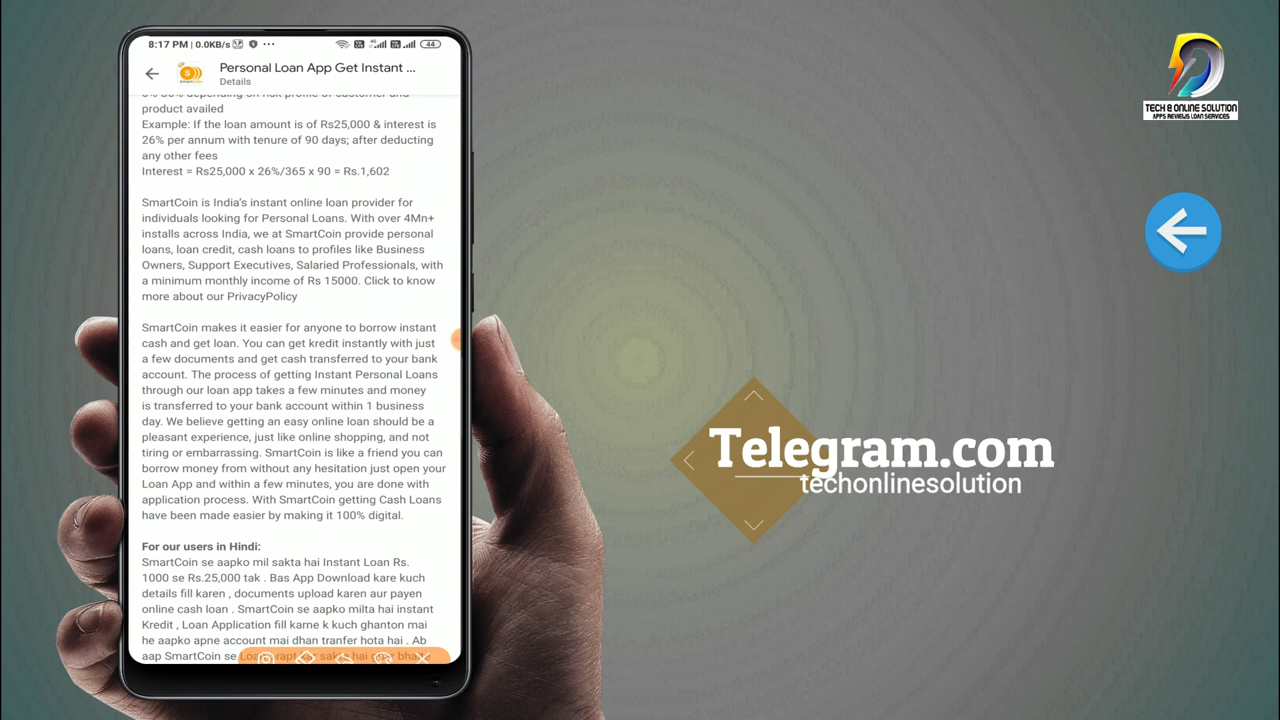 8:17 PM | 0.0KB/s
44
Personal Loan App Get Instant ...
Details
product availed
Example: If the loan amount is of Rs25,000 & interest is
26% per annum with tenure of 90 days; after deducting
any other fees
Interest = Rs25,000 x 26%/365 x 90 = Rs.1,602
SmartCoin is India's instant online loan provider for
individuals looking for Personal Loans. With over 4Mn+
installs across India, we at SmartCoin provide personal
loans, loan credit, cash loans to profiles like Business
Owners, Support Executives, Salaried Professionals, with
a minimum monthly income of Rs 15000. Click to know
more about our PrivacyPolicy
SmartCoin makes it easier for anyone to borrow instant
cash and get loan. You can get kredit instantly with just
a few documents and get cash transferred to your bank
account. The process of getting Instant Personal Loans
through our loan app takes a few minutes and money
is transferred to your bank account within 1 business
day. We believe getting an easy online loan should be a
pleasant experience, just like online shopping, and not
tiring or embarrassing. SmartCoin is like a friend you can
borrow money from without any hesitation just open your
Loan App and within a few minutes, you are done with
application process. With SmartCoin getting Cash Loans
have been made easier by making it 100% digital.
For our users in Hindi:
SmartCoin se aapko mil sakta hai Instant Loan Rs.
1000 se Rs.25,000 tak . Bas App Download kare kuch
details fill karen , documents upload karen aur payen
online cash loan . SmartCoin se aapko milta hai instant
Kredit , Loan Application fill karne k kuch ghanton mai
he aapko apne account mai dhan tranfer hota hai . Ab
aap SmartCoin se
TECH & ONLINE SOLUTION
APPS REVIEWS LOAN SERVICES
Telegram.com
techonlinesolution